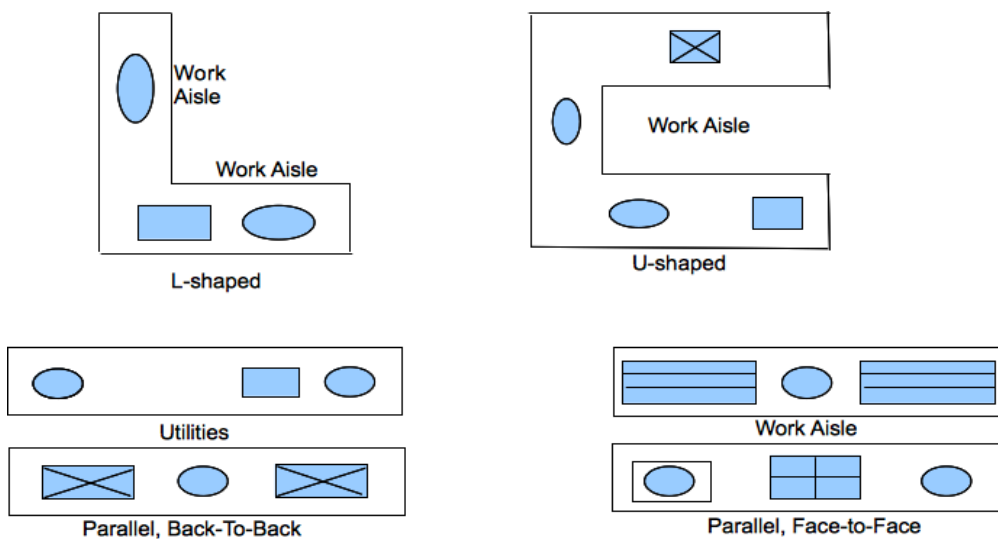 Work
Aisle
Work Aisle
L-shaped
Work Aisle
U-shaped
Utilities
Parallel, Back-To-Back
Work Aisle
Parallel, Face-to-Face